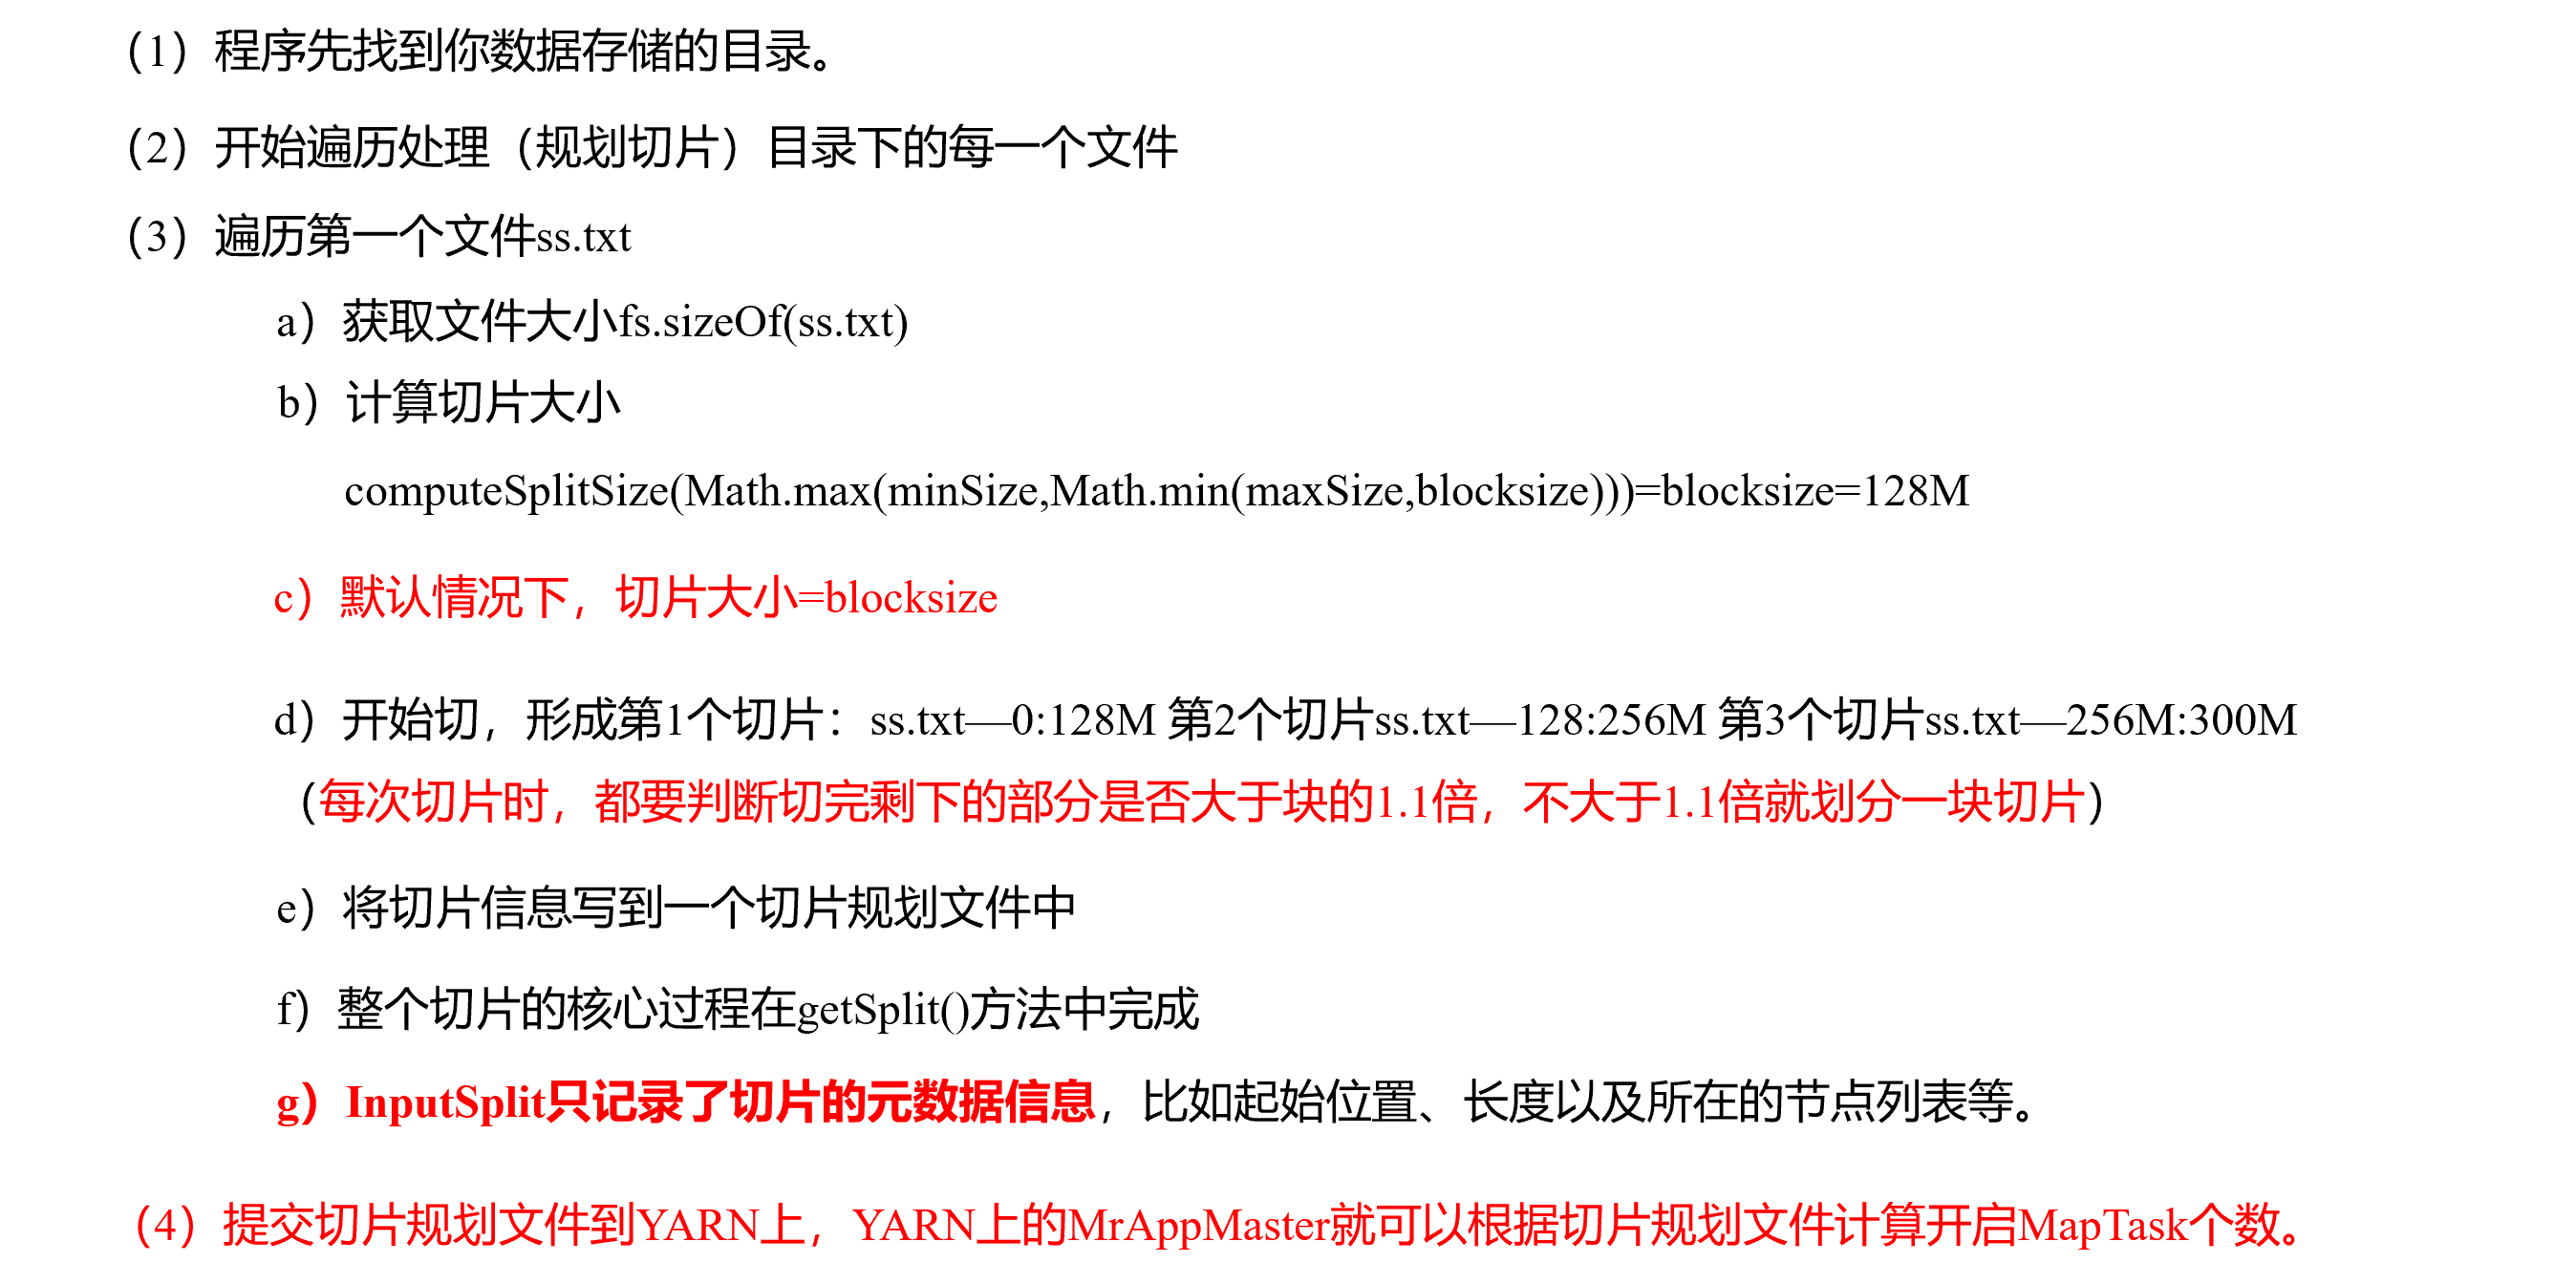 （1）程序先找到你数据存储的目录。
（2）开始遍历处理（规划切片）目录下的每一个文件
（3）遍历第一个文件ss.txt
a）获取文件大小fs.sizeOf(ss.txt)
b）计算切片大小
computeSplitSize(Math.max(minSize,Math.min(maxSize,blocksize)))=blocksize=128M
c）默认情况下，切片大小=blocksize
d）开始切，形成第1个切片：ss.txt—0:128M 第2个切片ss.txt—128:256M 第3个切片ss.txt—256M:300M
（每次切片时，都要判断切完剩下的部分是否大于块的1.1倍，不大于1.1倍就划分一块切片）
e）将切片信息写到一个切片规划文件中
f）整个切片的核心过程在getSplit()方法中完成
g）InputSplit只记录了切片的元数据信息，比如起始位置、长度以及所在的节点列表等。
（4）提交切片规划文件到YARN上，YARN上的MrAppMaster就可以根据切片规划文件计算开启MapTask个数。